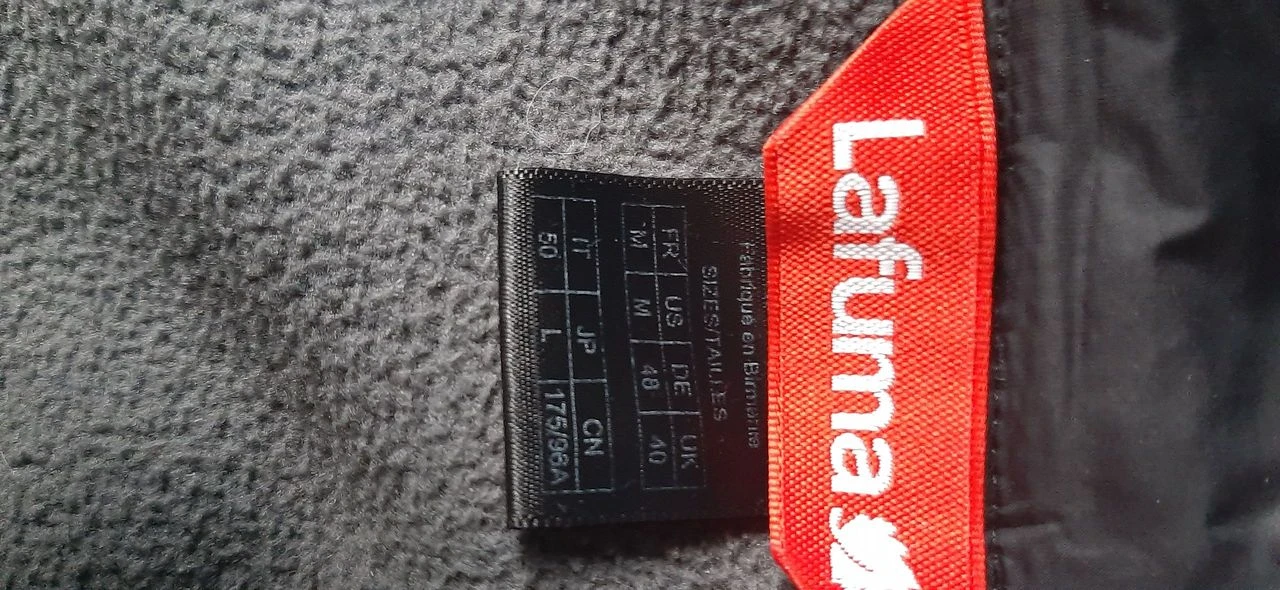 Lafuma
Fabriqué en Birmanie
SIZES/TAILLES
FR US DE UK
M M 48 40
IT JP CN
50 L 175/96A